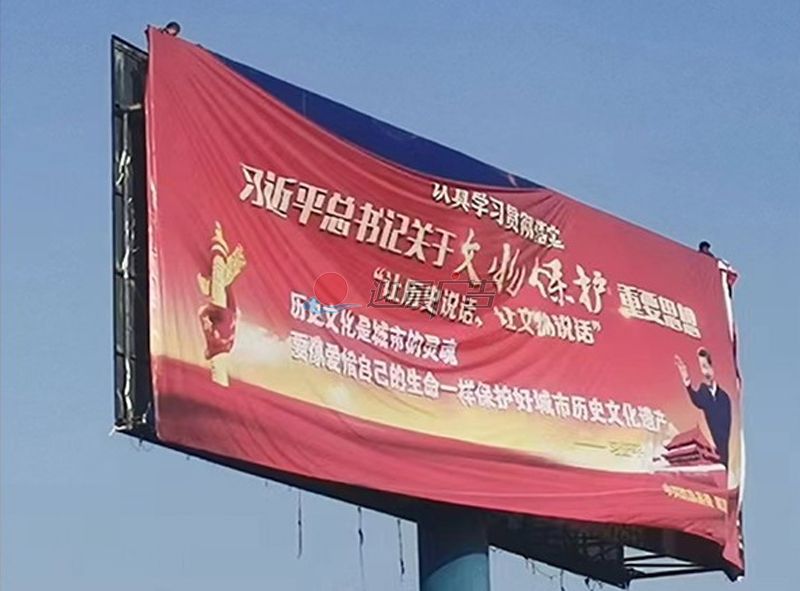 认真学习贯彻落实
习近平总书记关于文物保护重要思想
“让历史说话，让文物说话”
历史文化是城市的灵魂
要像爱惜自己的生命一样保护好城市历史文化遗产